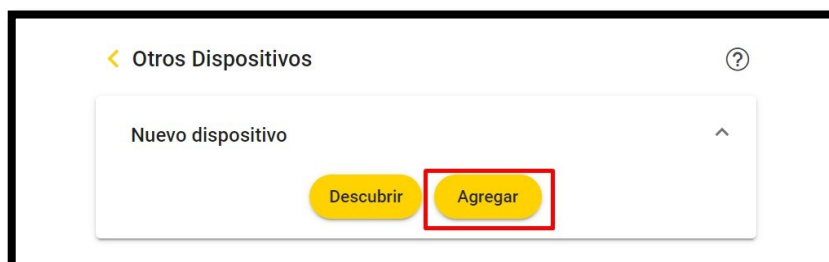 Otros Dispositivos
Nuevo dispositivo
Descubrir Agregar